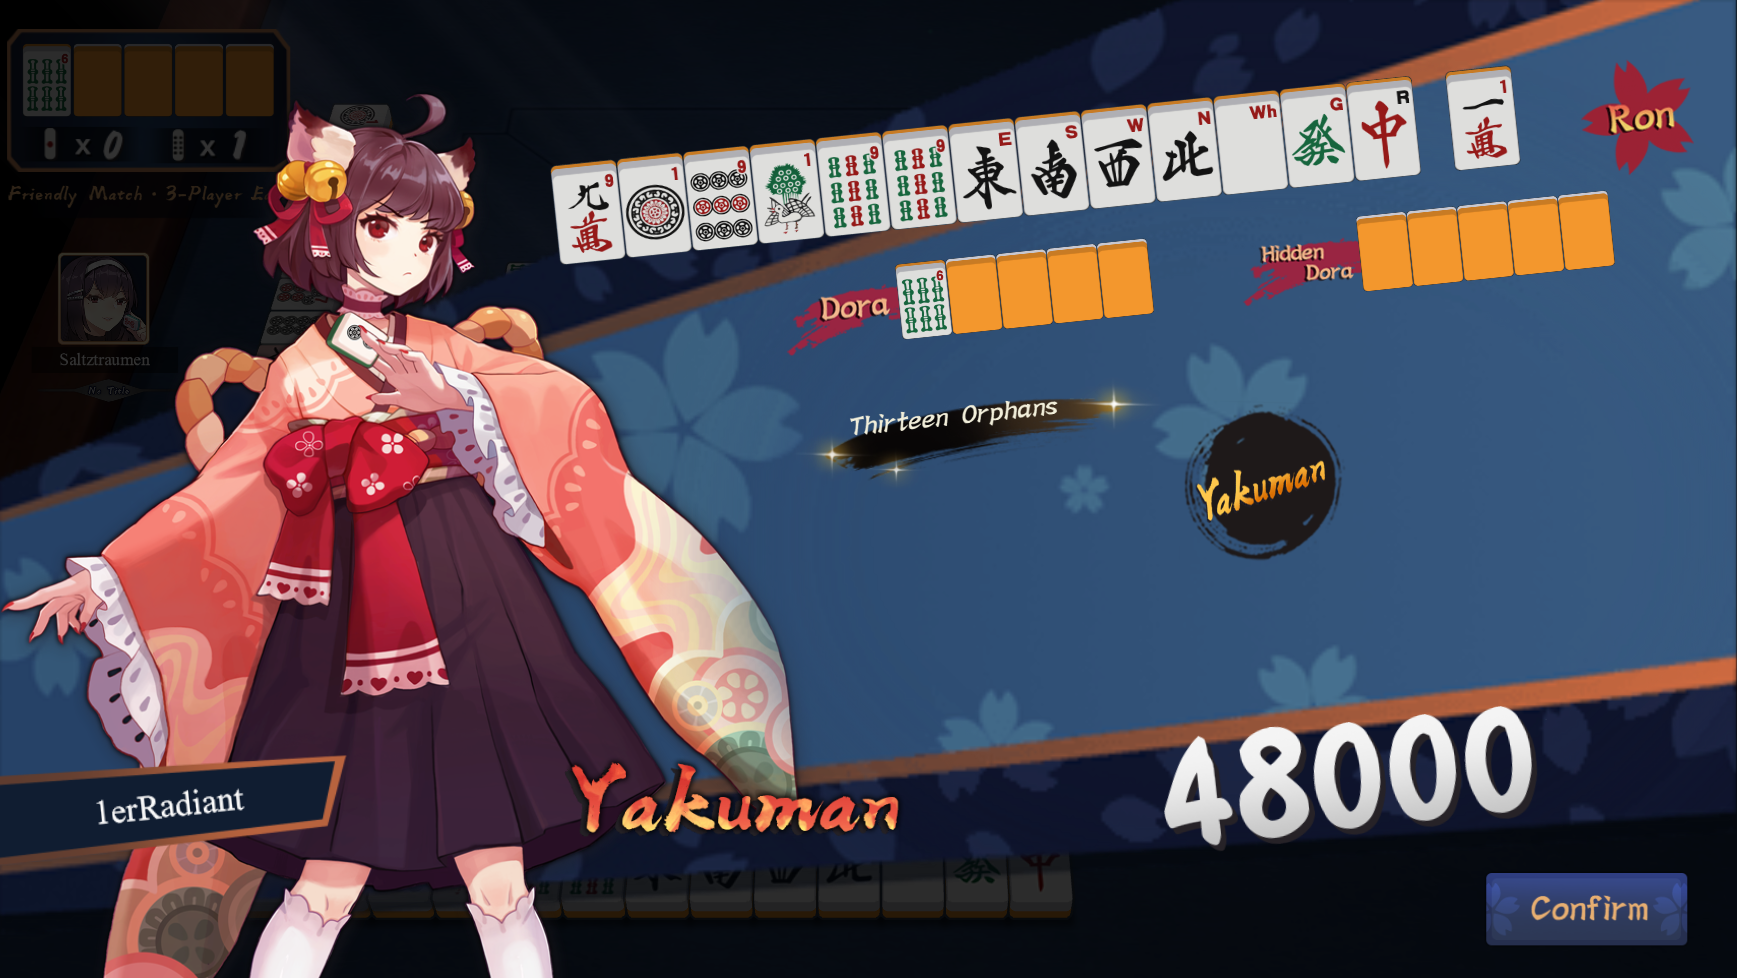 6
x 0 x 1
Friendly Match · 3-Player E
Saltztraumen
九萬 9
1
9
1
9
9
東 E
南 S
西 W
北 N
Wh
發 G
中 R
一萬 1
Ron
Dora
6
Hidden
Dora
Thirteen Orphans
Yakuman
1erRadiant
Yakuman
48000
Confirm